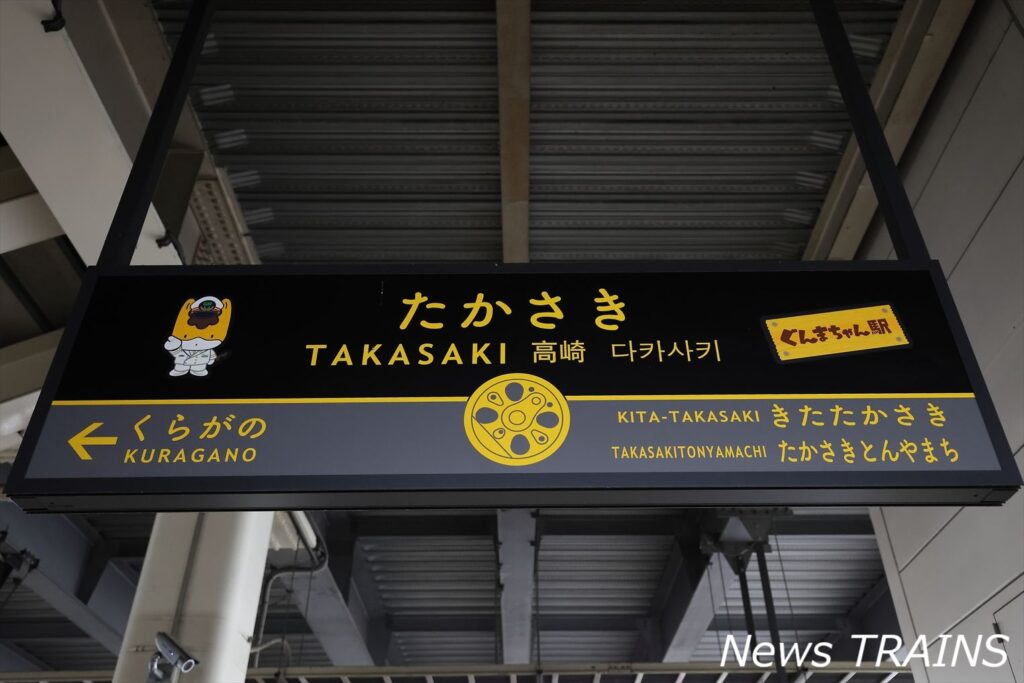 たかさき
TAKASAKI 高崎 다카사키
ぐんまちゃん駅
くらがの
KURAGANO
KITA-TAKASAKI きたたかさき
TAKASAKITONYAMACHI たかさきとんやまち
News TRAINS